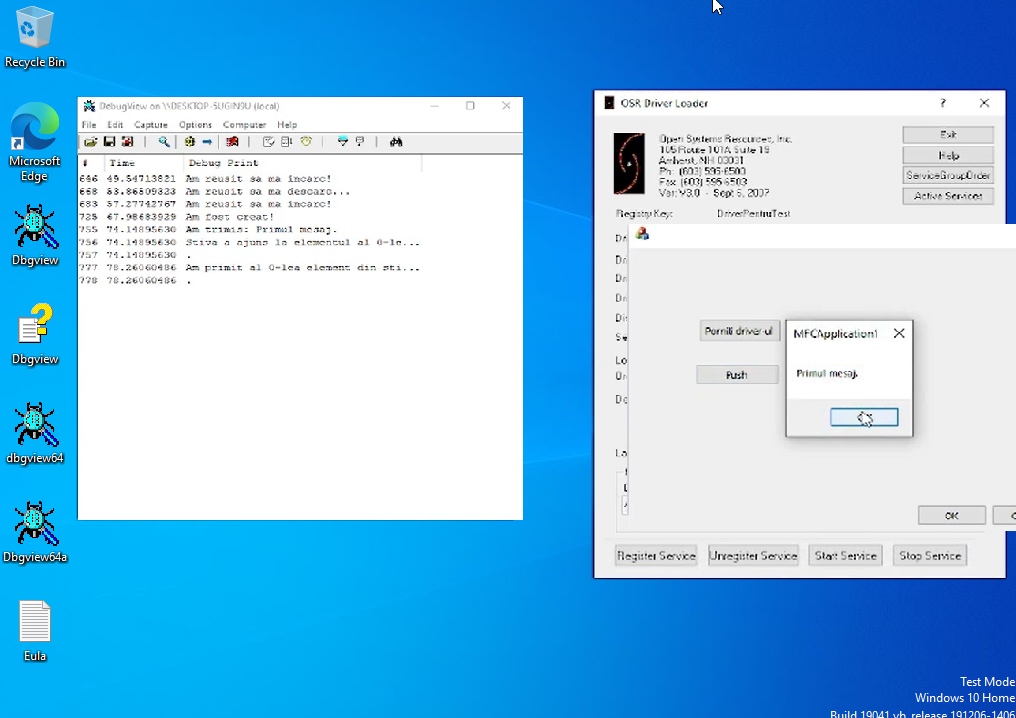 Recycle Bin
Microsoft
Edge
Dbgview
Dbgview
dbgview64
Dbgview64a
Eula
DebugView on \\DESKTOP-5UGIN9U (local)
File Edit Capture Options Computer Help
# Time Debug Print
646 49.54713821 Am reusit sa ma incarc!
668 53.86509323 Am reusit sa ma descarc...
683 57.27742767 Am reusit sa ma incarc!
725 67.98683929 Am fost creat!
755 74.14895630 Am trimis: Primul mesaj.
756 74.14895630 Stiva a ajuns la elementul al 0-le...
757 74.14895630 .
777 78.26060486 Am primit al 0-lea element din sti...
778 78.26060486 .
OSR Driver Loader
?
Open Systems Resources, Inc.
105 Route 101A Suite 19
Amherst, NH 03031
Ph: (603) 595-6500
Fax: (603) 595-6503
Ver: V3.0 - Sept 6, 2007
Exit
Help
ServiceGroupOrder
Active Services
Registry Key: DriverPentruTest
Porniti driver-ul
Push
MFCApplication1
Primul mesaj.
OK
Register Service
Unregister Service
Start Service
Stop Service
Test Mode
Windows 10 Home
Build 19041.vb_release.191206-1406